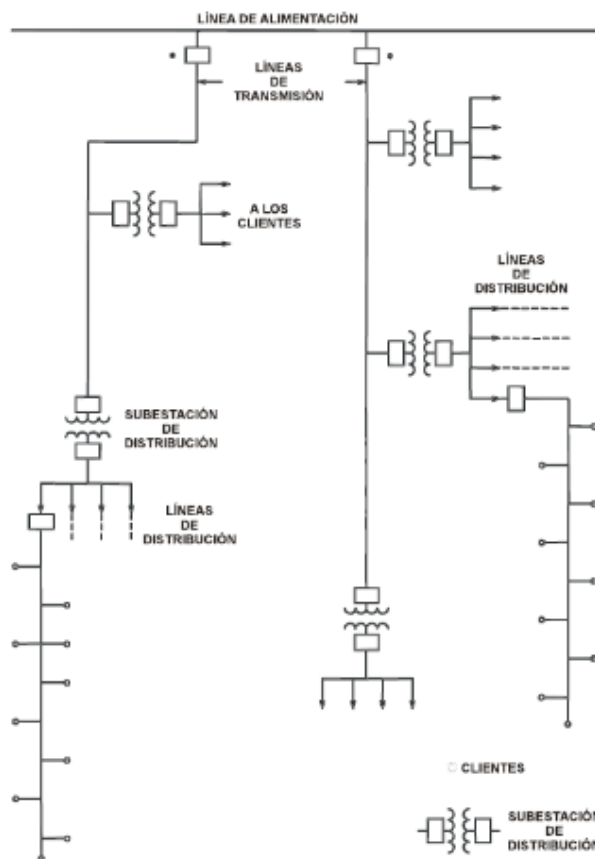 LÍNEA DE ALIMENTACIÓN
LÍNEAS
DE
TRANSMISIÓN
A LOS
CLIENTES
LÍNEAS
DE
DISTRIBUCIÓN
SUBESTACIÓN
DE
DISTRIBUCIÓN
LÍNEAS
DE
DISTRIBUCIÓN
CLIENTES
SUBESTACIÓN
DE
DISTRIBUCIÓN